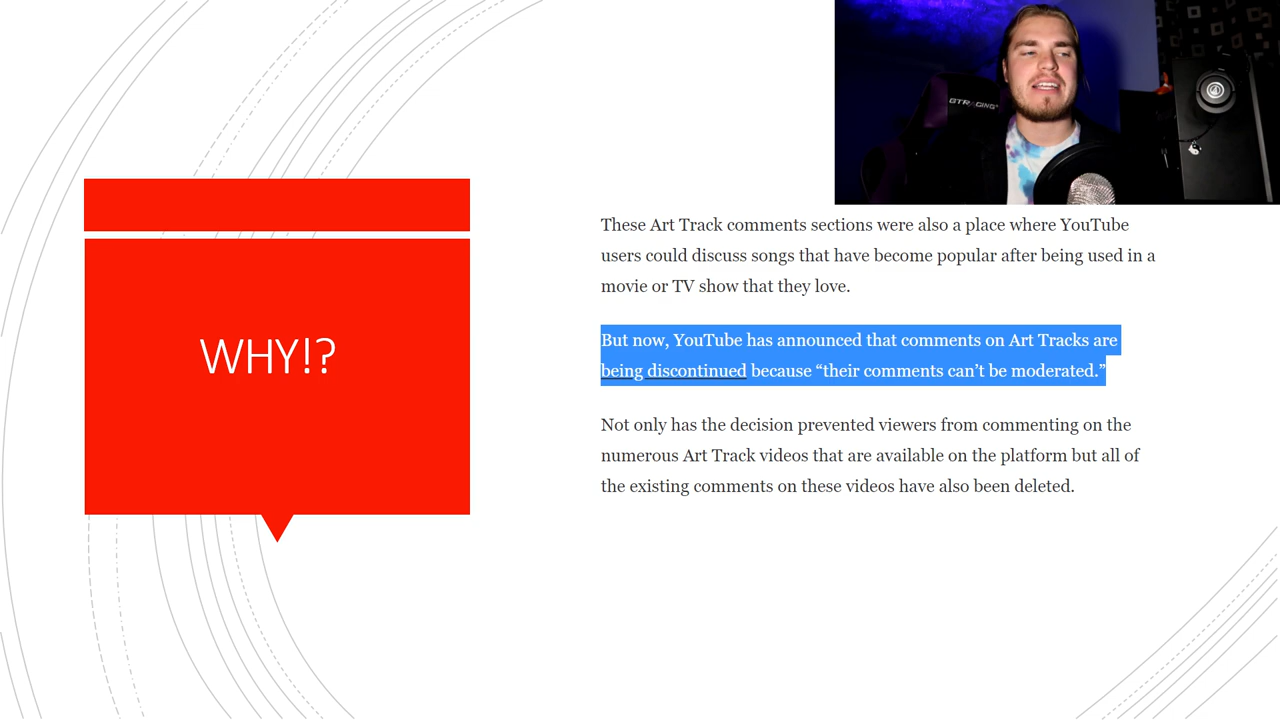 GTRACING
These Art Track comments sections were also a place where YouTube
users could discuss songs that have become popular after being used in a
movie or TV show that they love.
WHY!?
But now, YouTube has announced that comments on Art Tracks are
being discontinued because “their comments can’t be moderated.”
Not only has the decision prevented viewers from commenting on the
numerous Art Track videos that are available on the platform but all of
the existing comments on these videos have also been deleted.